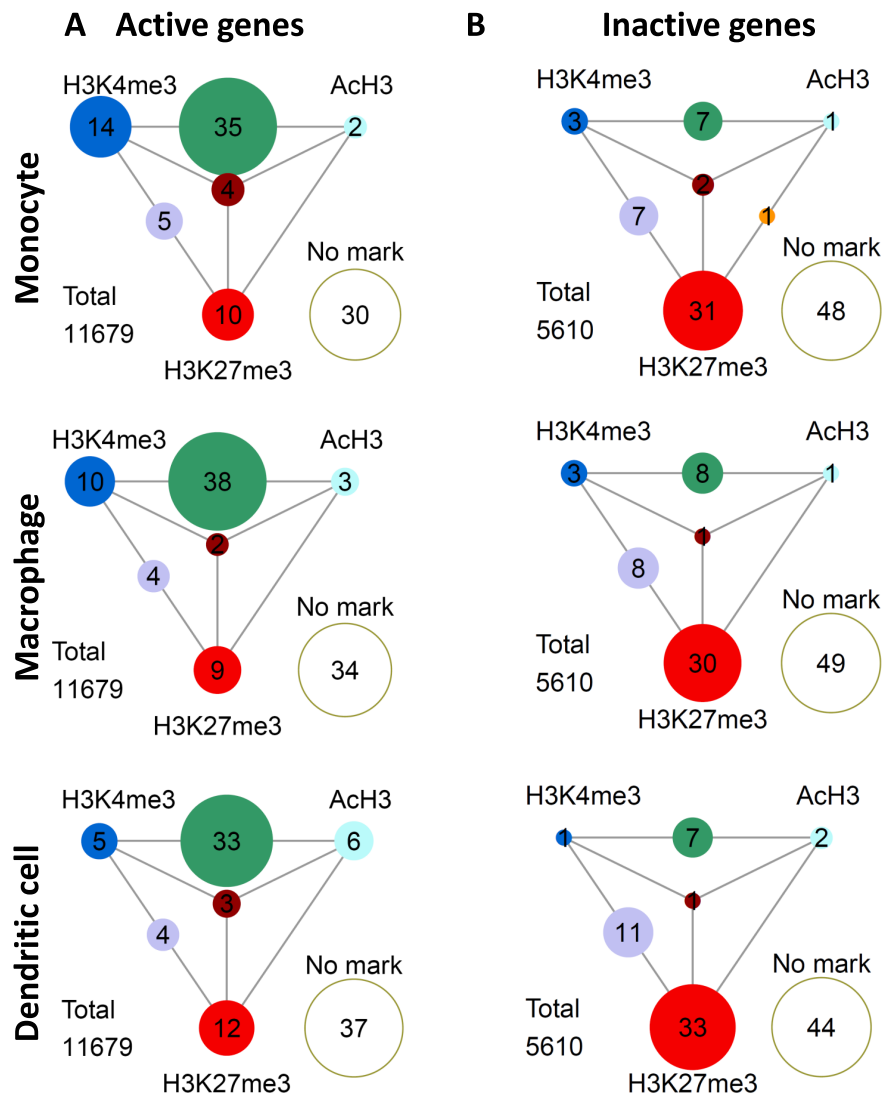 A Active genes
B Inactive genes
Monocyte
H3K4me3 AcH3
14 35 2
4
5
No mark
Total
11679
10 30
H3K27me3
H3K4me3 AcH3
3 7 1
2
7 1
No mark
Total
5610
31 48
H3K27me3
Macrophage
H3K4me3 AcH3
10 38 3
2
4
No mark
Total
11679
9 34
H3K27me3
H3K4me3 AcH3
3 8 1
1
8
No mark
Total
5610
30 49
H3K27me3
Dendritic cell
H3K4me3 AcH3
5 33 6
3
4
No mark
Total
11679
12 37
H3K27me3
H3K4me3 AcH3
1 7 2
1
11
No mark
Total
5610
33 44
H3K27me3